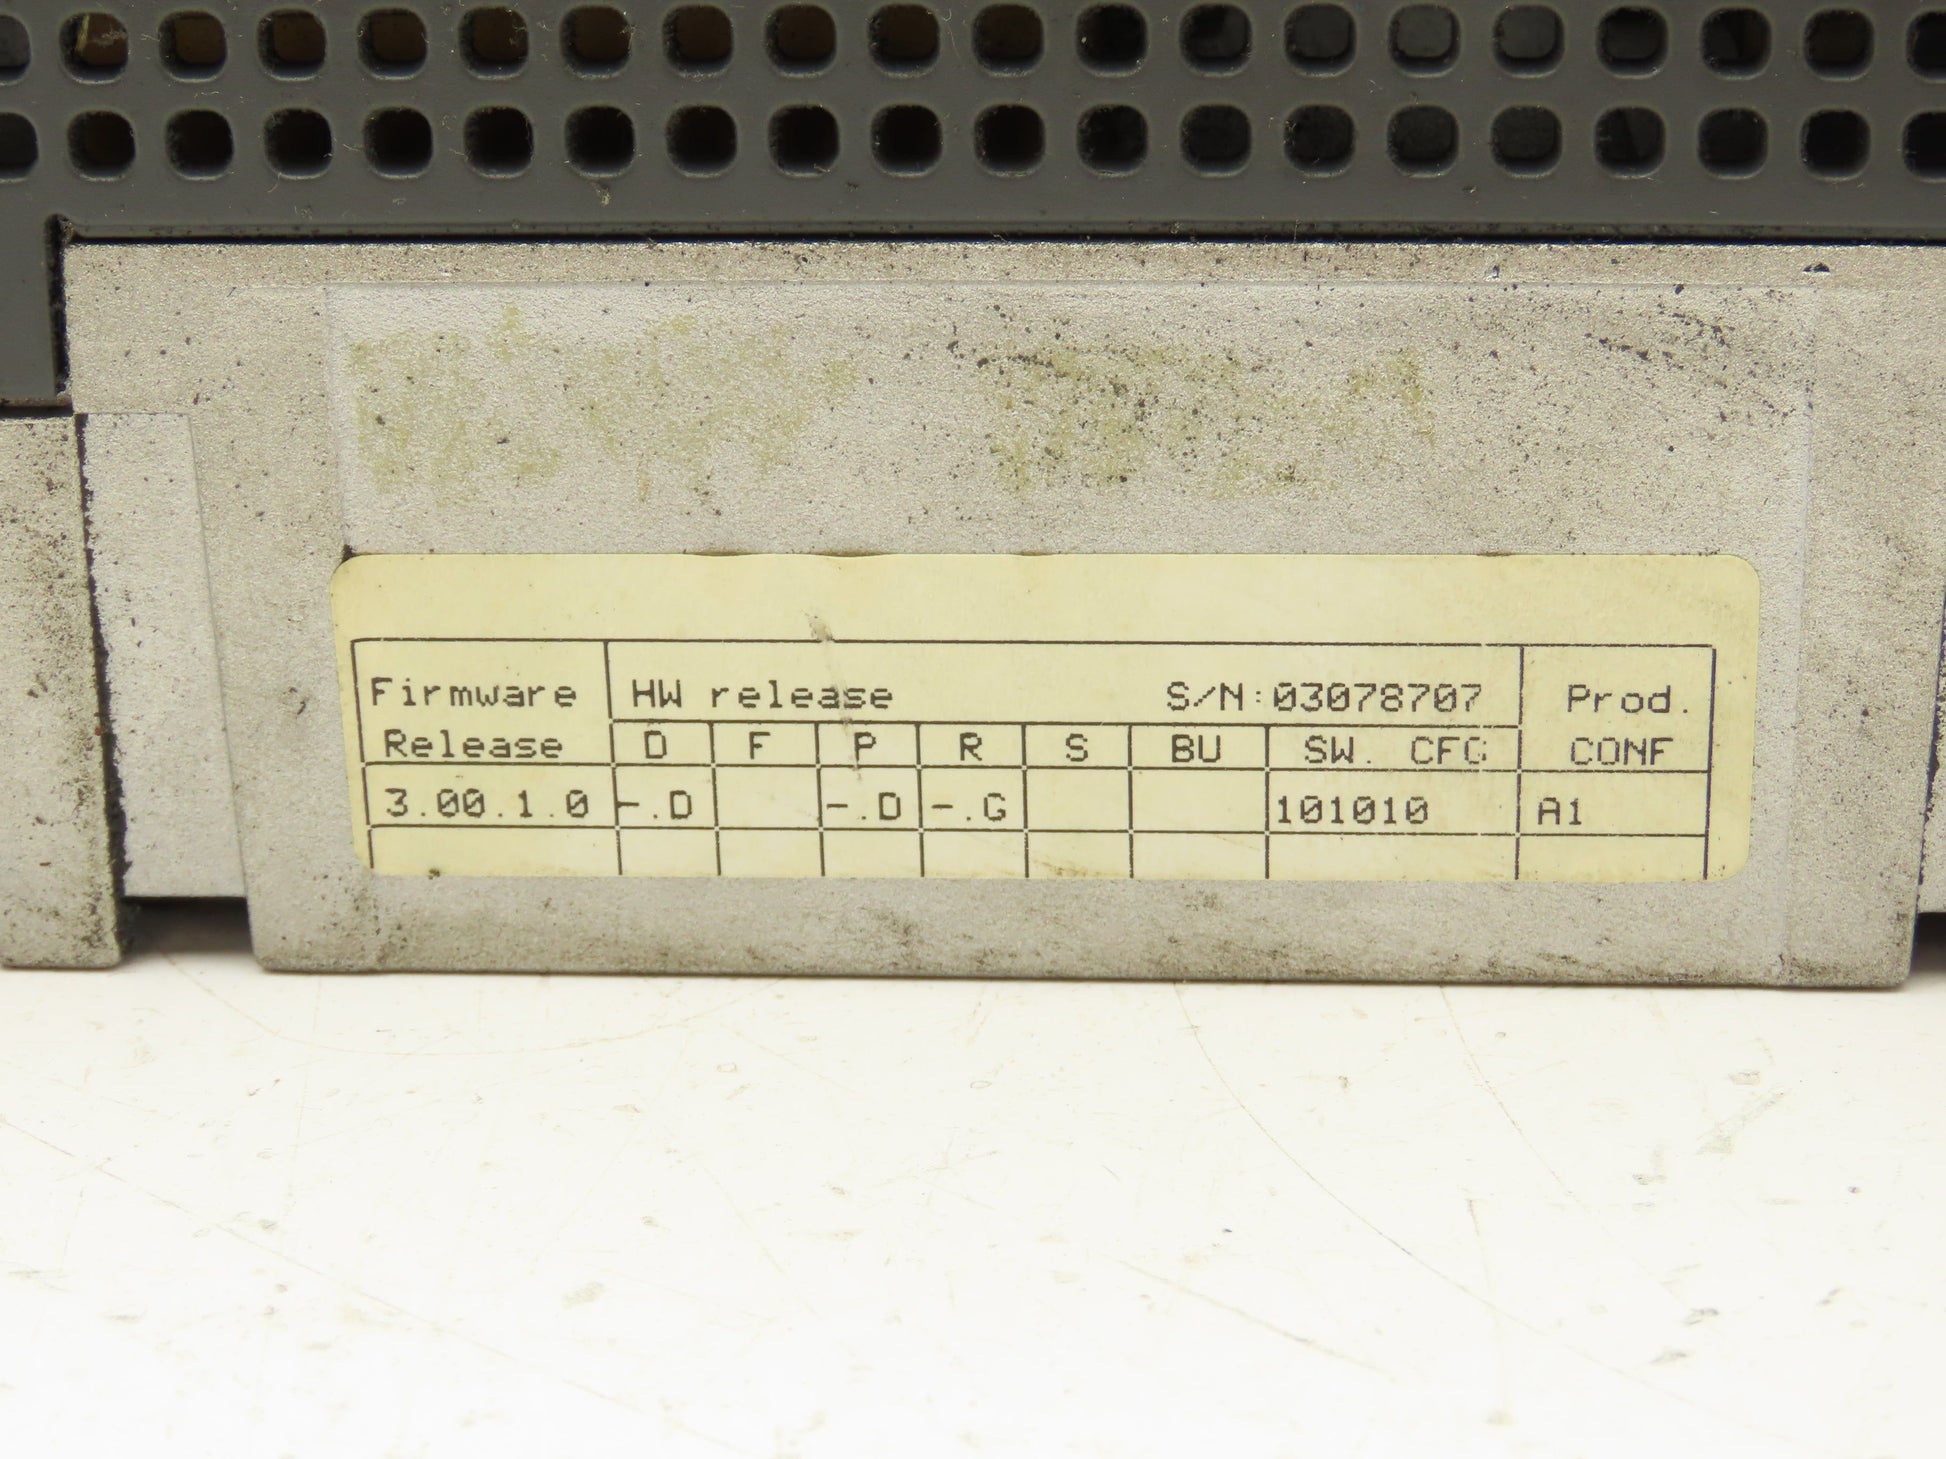 Firmware HW release S/N:03078707 Prod.
Release D F P R S BU SW. CFG CONF
3.00.1.0 -.D -.D -.G 101010 A1